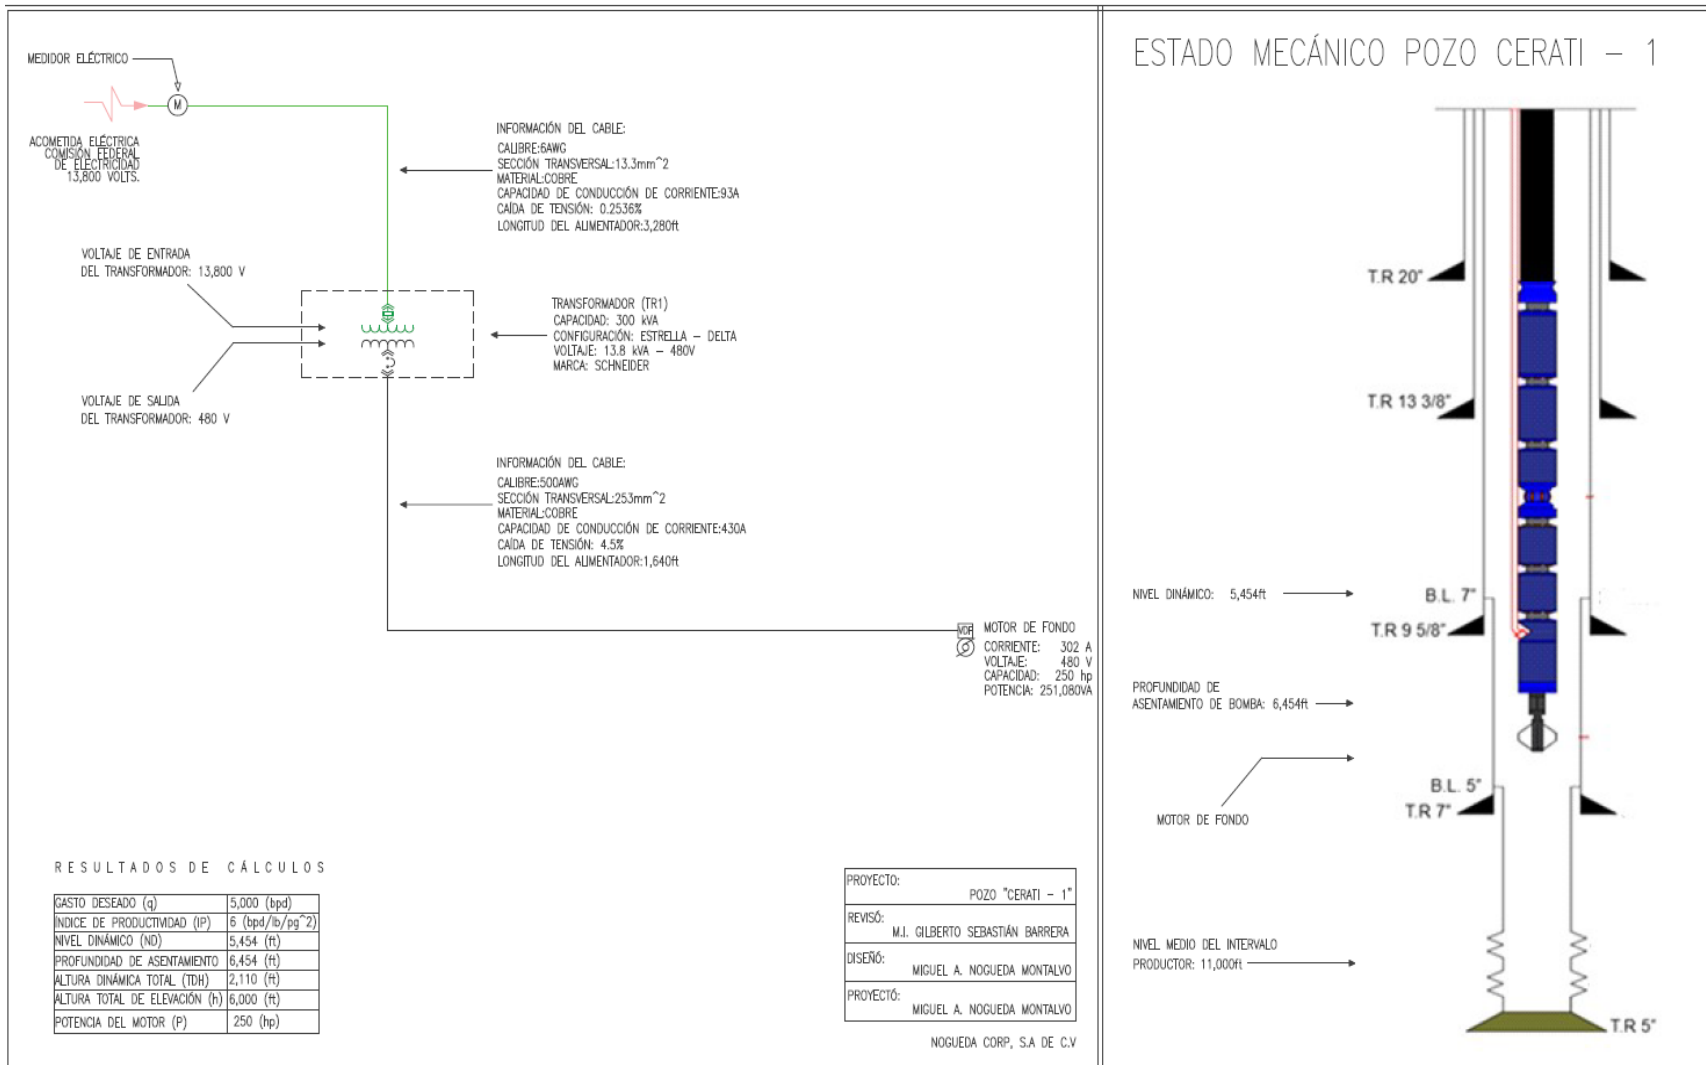 MEDIDOR ELÉCTRICO
M
ACOMETIDA ELÉCTRICA
COMISIÓN FEDERAL
DE ELECTRICIDAD
13,800 VOLTS.
INFORMACIÓN DEL CABLE:
CALIBRE:6AWG
SECCIÓN TRANSVERSAL:13.3mm^2
MATERIAL:COBRE
CAPACIDAD DE CONDUCCIÓN DE CORRIENTE:93A
CAÍDA DE TENSIÓN: 0.2536%
LONGITUD DEL ALIMENTADOR:3,280ft
VOLTAJE DE ENTRADA
DEL TRANSFORMADOR: 13,800 V
TRANSFORMADOR (TR1)
CAPACIDAD: 300 kVA
CONFIGURACIÓN: ESTRELLA – DELTA
VOLTAJE: 13.8 kVA – 480V
MARCA: SCHNEIDER
VOLTAJE DE SALIDA
DEL TRANSFORMADOR: 480 V
INFORMACIÓN DEL CABLE:
CALIBRE:500AWG
SECCIÓN TRANSVERSAL:253mm^2
MATERIAL:COBRE
CAPACIDAD DE CONDUCCIÓN DE CORRIENTE:430A
CAÍDA DE TENSIÓN: 4.5%
LONGITUD DEL ALIMENTADOR:1,640ft
VDF
MOTOR DE FONDO
CORRIENTE: 302 A
VOLTAJE: 480 V
CAPACIDAD: 250 hp
POTENCIA: 251,080VA
RESULTADOS DE CÁLCULOS
GASTO DESEADO (q) 5,000 (bpd)
ÍNDICE DE PRODUCTIVIDAD (IP) 6 (bpd/lb/pg^2)
NIVEL DINÁMICO (ND) 5,454 (ft)
PROFUNDIDAD DE ASENTAMIENTO 6,454 (ft)
ALTURA DINÁMICA TOTAL (TDH) 2,110 (ft)
ALTURA TOTAL DE ELEVACIÓN (h) 6,000 (ft)
POTENCIA DEL MOTOR (P) 250 (hp)
PROYECTO:
POZO "CERATI – 1"
REVISÓ:
M.I. GILBERTO SEBASTIÁN BARRERA
DISEÑÓ:
MIGUEL A. NOGUEDA MONTALVO
PROYECTÓ:
MIGUEL A. NOGUEDA MONTALVO
NOGUEDA CORP, S.A DE C.V
ESTADO MECÁNICO POZO CERATI – 1
T.R 20"
T.R 13 3/8"
NIVEL DINÁMICO: 5,454ft
B.L. 7"
T.R 9 5/8"
PROFUNDIDAD DE
ASENTAMIENTO DE BOMBA: 6,454ft
B.L. 5"
T.R 7"
MOTOR DE FONDO
NIVEL MEDIO DEL INTERVALO
PRODUCTOR: 11,000ft
T.R 5"